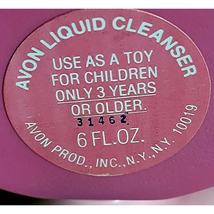 AVON LIQUID CLEANSER
USE AS A TOY
FOR CHILDREN
ONLY 3 YEARS
OR OLDER.
31462
6 FL.OZ.
AVON PROD., INC., N.Y., N.Y. 10019